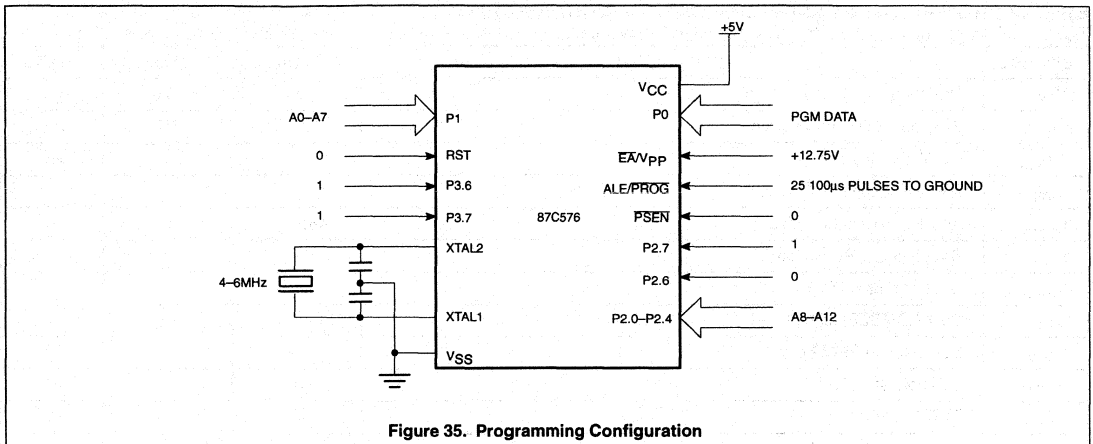 +5V
VCC
A0–A7
P1
P0
PGM DATA
0
RST
EA/VPP
+12.75V
1
P3.6
ALE/PROG
25 100µs PULSES TO GROUND
1
P3.7
87C576
PSEN
0
XTAL2
P2.7
1
4–6MHz
P2.6
0
XTAL1
P2.0–P2.4
A8–A12
VSS
Figure 35. Programming Configuration